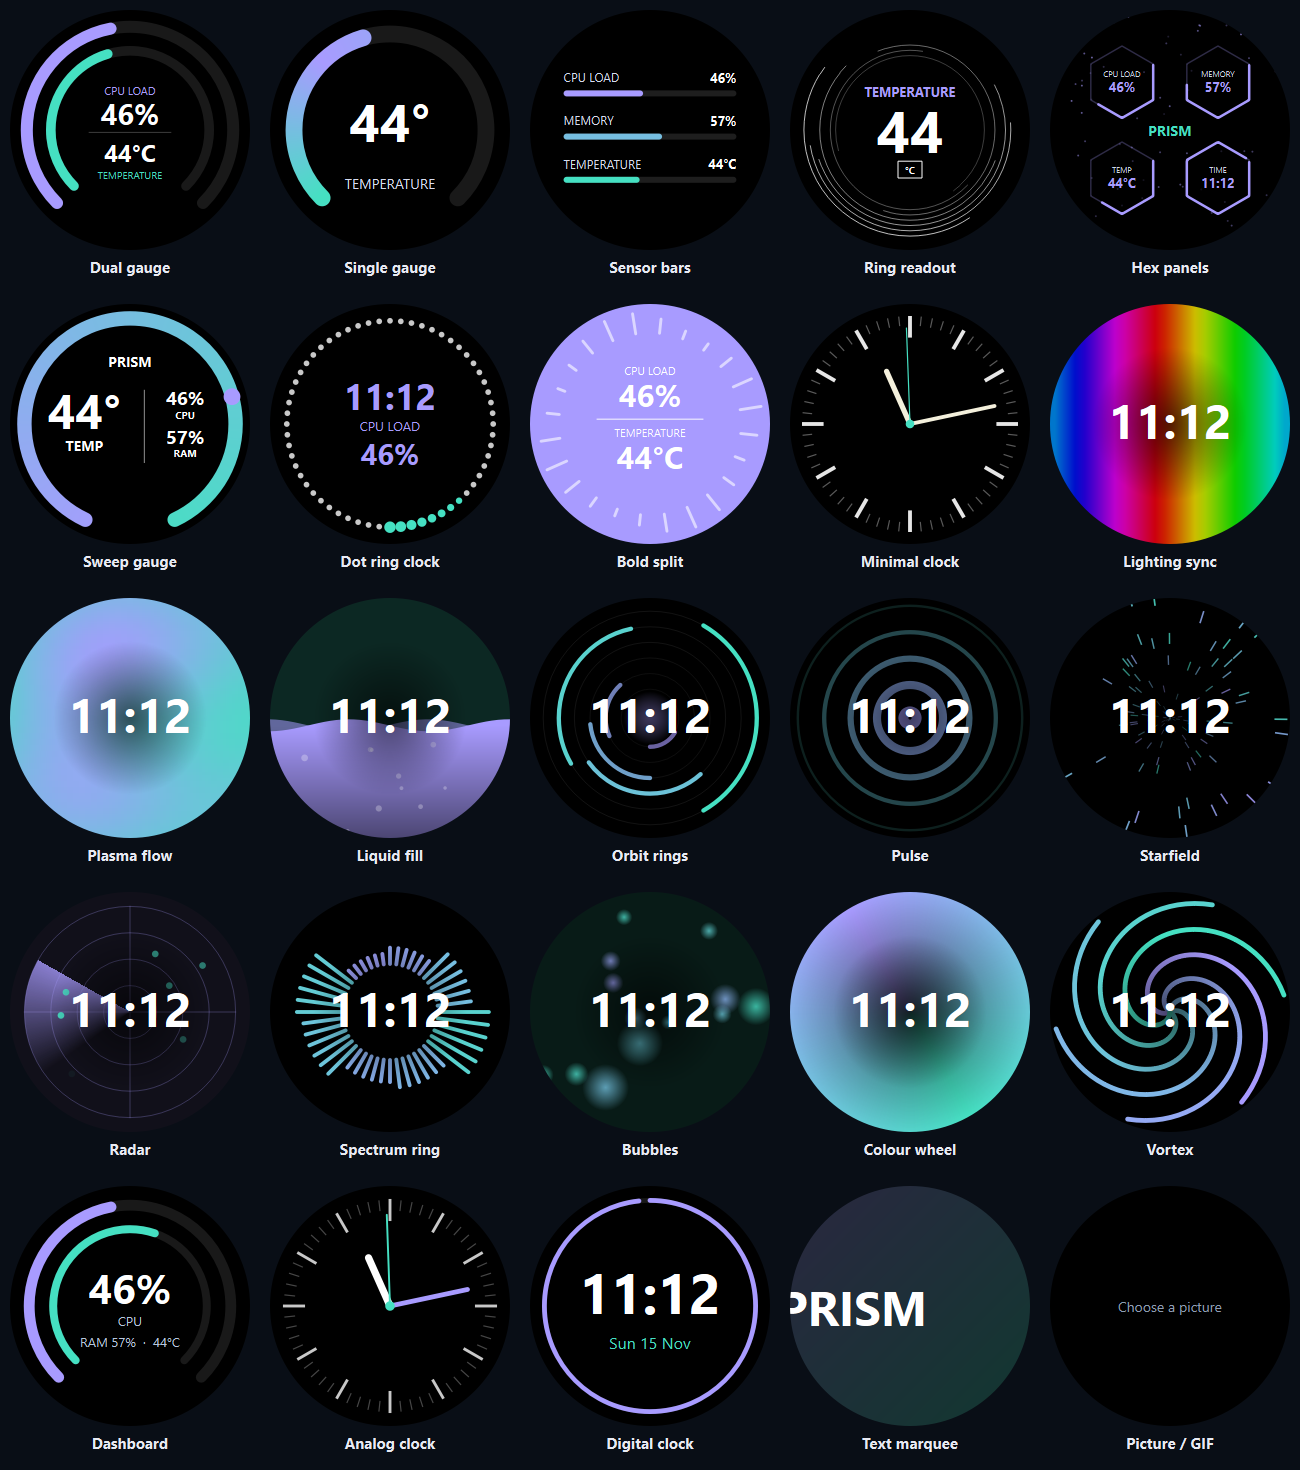 CPU LOAD
46%
44°C
TEMPERATURE
Dual gauge
44°
TEMPERATURE
Single gauge
CPU LOAD 46%
MEMORY 57%
TEMPERATURE 44°C
Sensor bars
TEMPERATURE
44
°C
Ring readout
CPU LOAD
46%
MEMORY
57%
PRISM
TEMP
44°C
TIME
11:12
Hex panels
PRISM
44°
TEMP
46%
CPU
57%
RAM
Sweep gauge
11:12
CPU LOAD
46%
Dot ring clock
CPU LOAD
46%
TEMPERATURE
44°C
Bold split
Minimal clock
11:12
Lighting sync
11:12
Plasma flow
11:12
Liquid fill
11:12
Orbit rings
11:12
Pulse
11:12
Starfield
11:12
Radar
11:12
Spectrum ring
11:12
Bubbles
11:12
Colour wheel
11:12
Vortex
46%
CPU
RAM 57% · 44°C
Dashboard
Analog clock
11:12
Sun 15 Nov
Digital clock
PRISM
Text marquee
Choose a picture
Picture / GIF